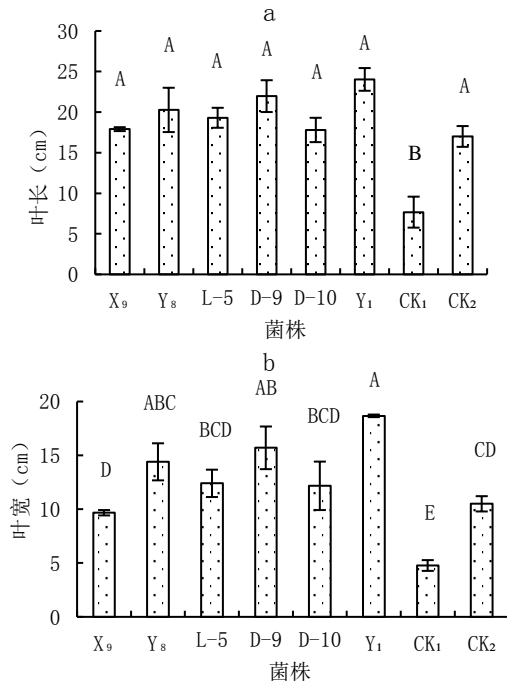 a
30
25
20
15
10
5
0
叶长（cm）
A A A A A A B A
X₉ Y₈ L-5 D-9 D-10 Y₁ CK₁ CK₂
菌株
b
20
15
10
5
0
叶宽（cm）
D ABC BCD AB BCD A E CD
X₉ Y₈ L-5 D-9 D-10 Y₁ CK₁ CK₂
菌株